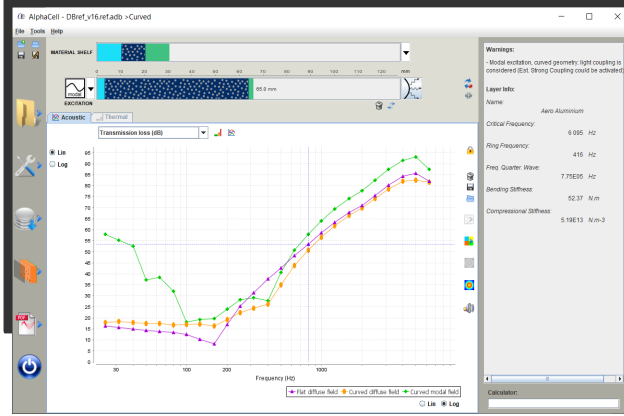 AlphaCell - DBref_v16.ref.adb >Curved
File Tools Help
MATERIAL SHELF
0 10 20 30 40 50 60 70 80 90 100 110 120 mm
modal
65.0 mm
EXCITATION
Acoustic
Thermal
Transmission loss (dB)
Lin
Log
95
90
85
80
75
70
65
60
55
50
45
40
35
30
25
20
15
10
5
0
30 100 200 1000
Frequency (Hz)
Flat diffuse field Curved diffuse field Curved modal field
Lin Log
PDF
Warnings:
- Modal excitation, curved geometry: light coupling is
considered (Est. Strong Coupling could be activated)
Layer Info:
Name:
Aero Aluminium
Critical Frequency:
6 095 Hz
Ring Frequency:
416 Hz
Freq. Quarter Wave:
7.75E05 Hz
Bending Stiffness:
52.37 N.m
Compressional Stiffness:
5.19E13 N.m-3
Calculator: